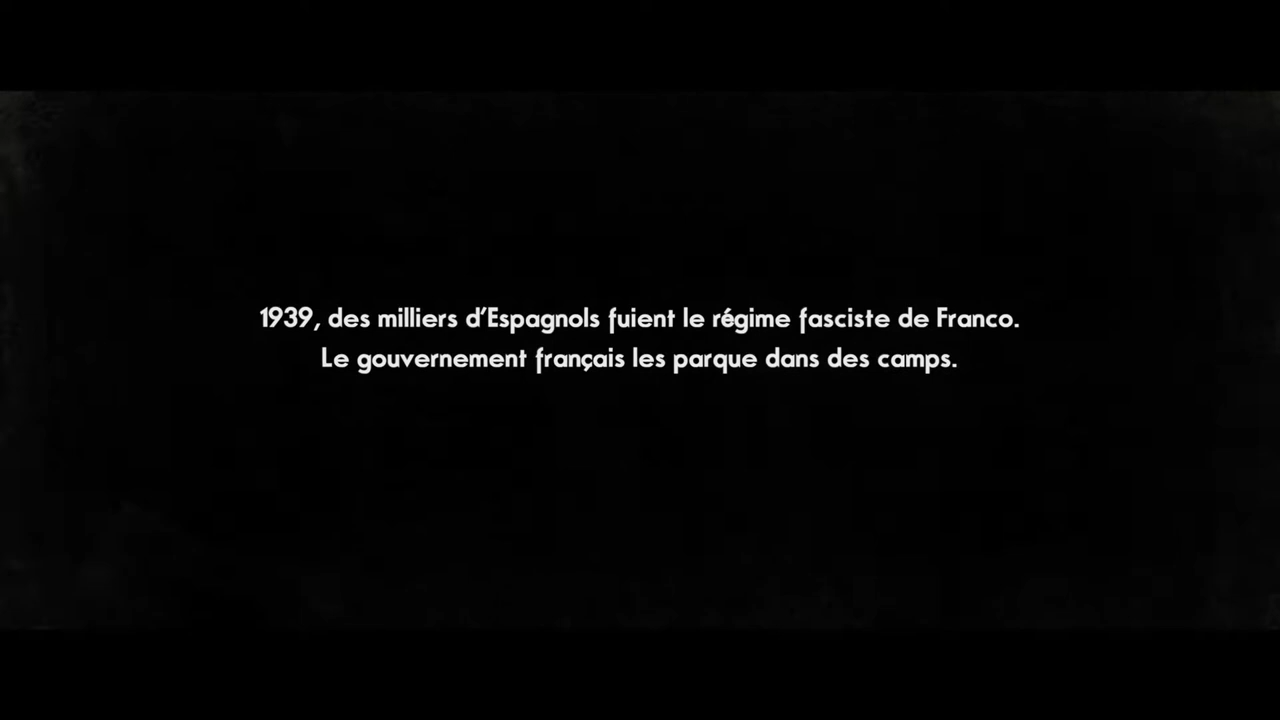 1939, des milliers d'Espagnols fuient le régime fasciste de Franco.
Le gouvernement français les parque dans des camps.